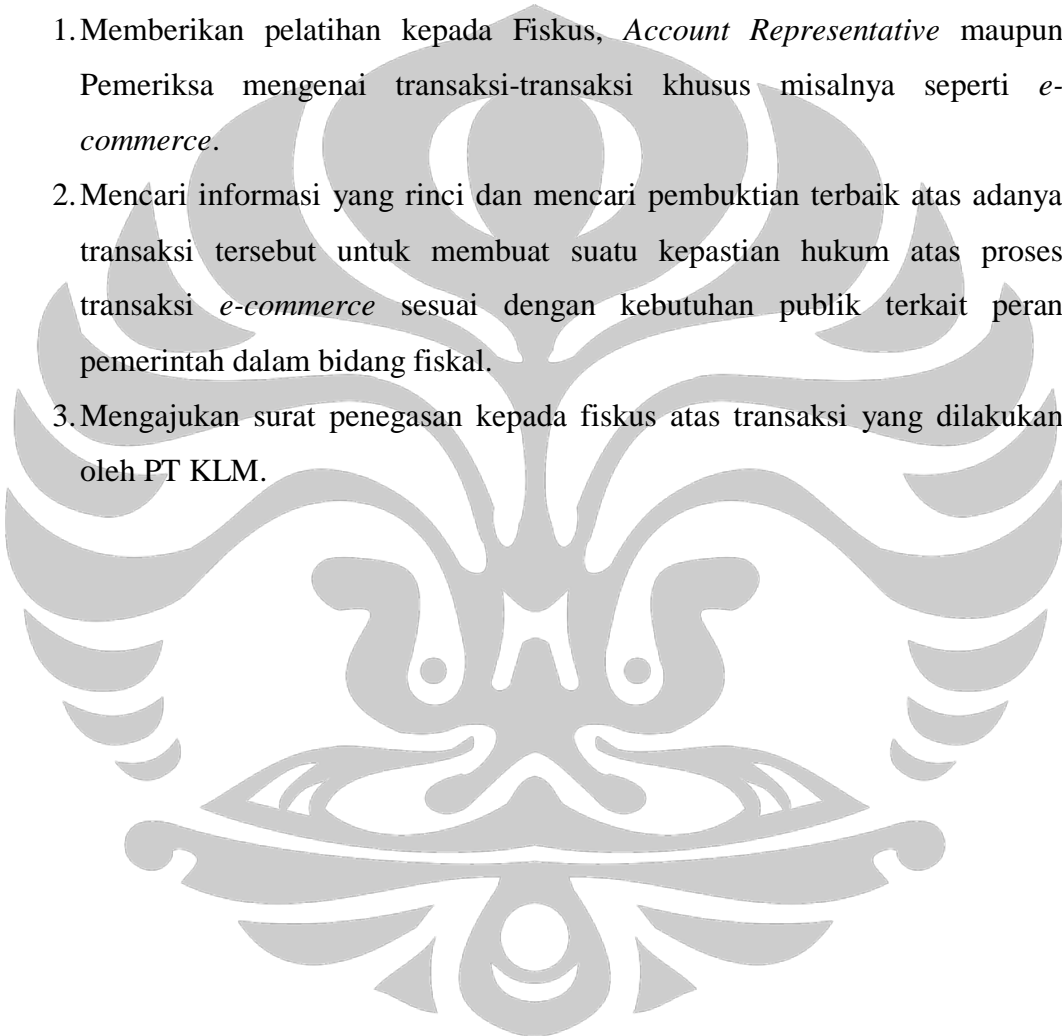 1. Memberikan pelatihan kepada Fiskus, Account Representative maupun
Pemeriksa mengenai transaksi-transaksi khusus misalnya seperti e-
commerce.
2. Mencari informasi yang rinci dan mencari pembuktian terbaik atas adanya
transaksi tersebut untuk membuat suatu kepastian hukum atas proses
transaksi e-commerce sesuai dengan kebutuhan publik terkait peran
pemerintah dalam bidang fiskal.
3. Mengajukan surat penegasan kepada fiskus atas transaksi yang dilakukan
oleh PT KLM.